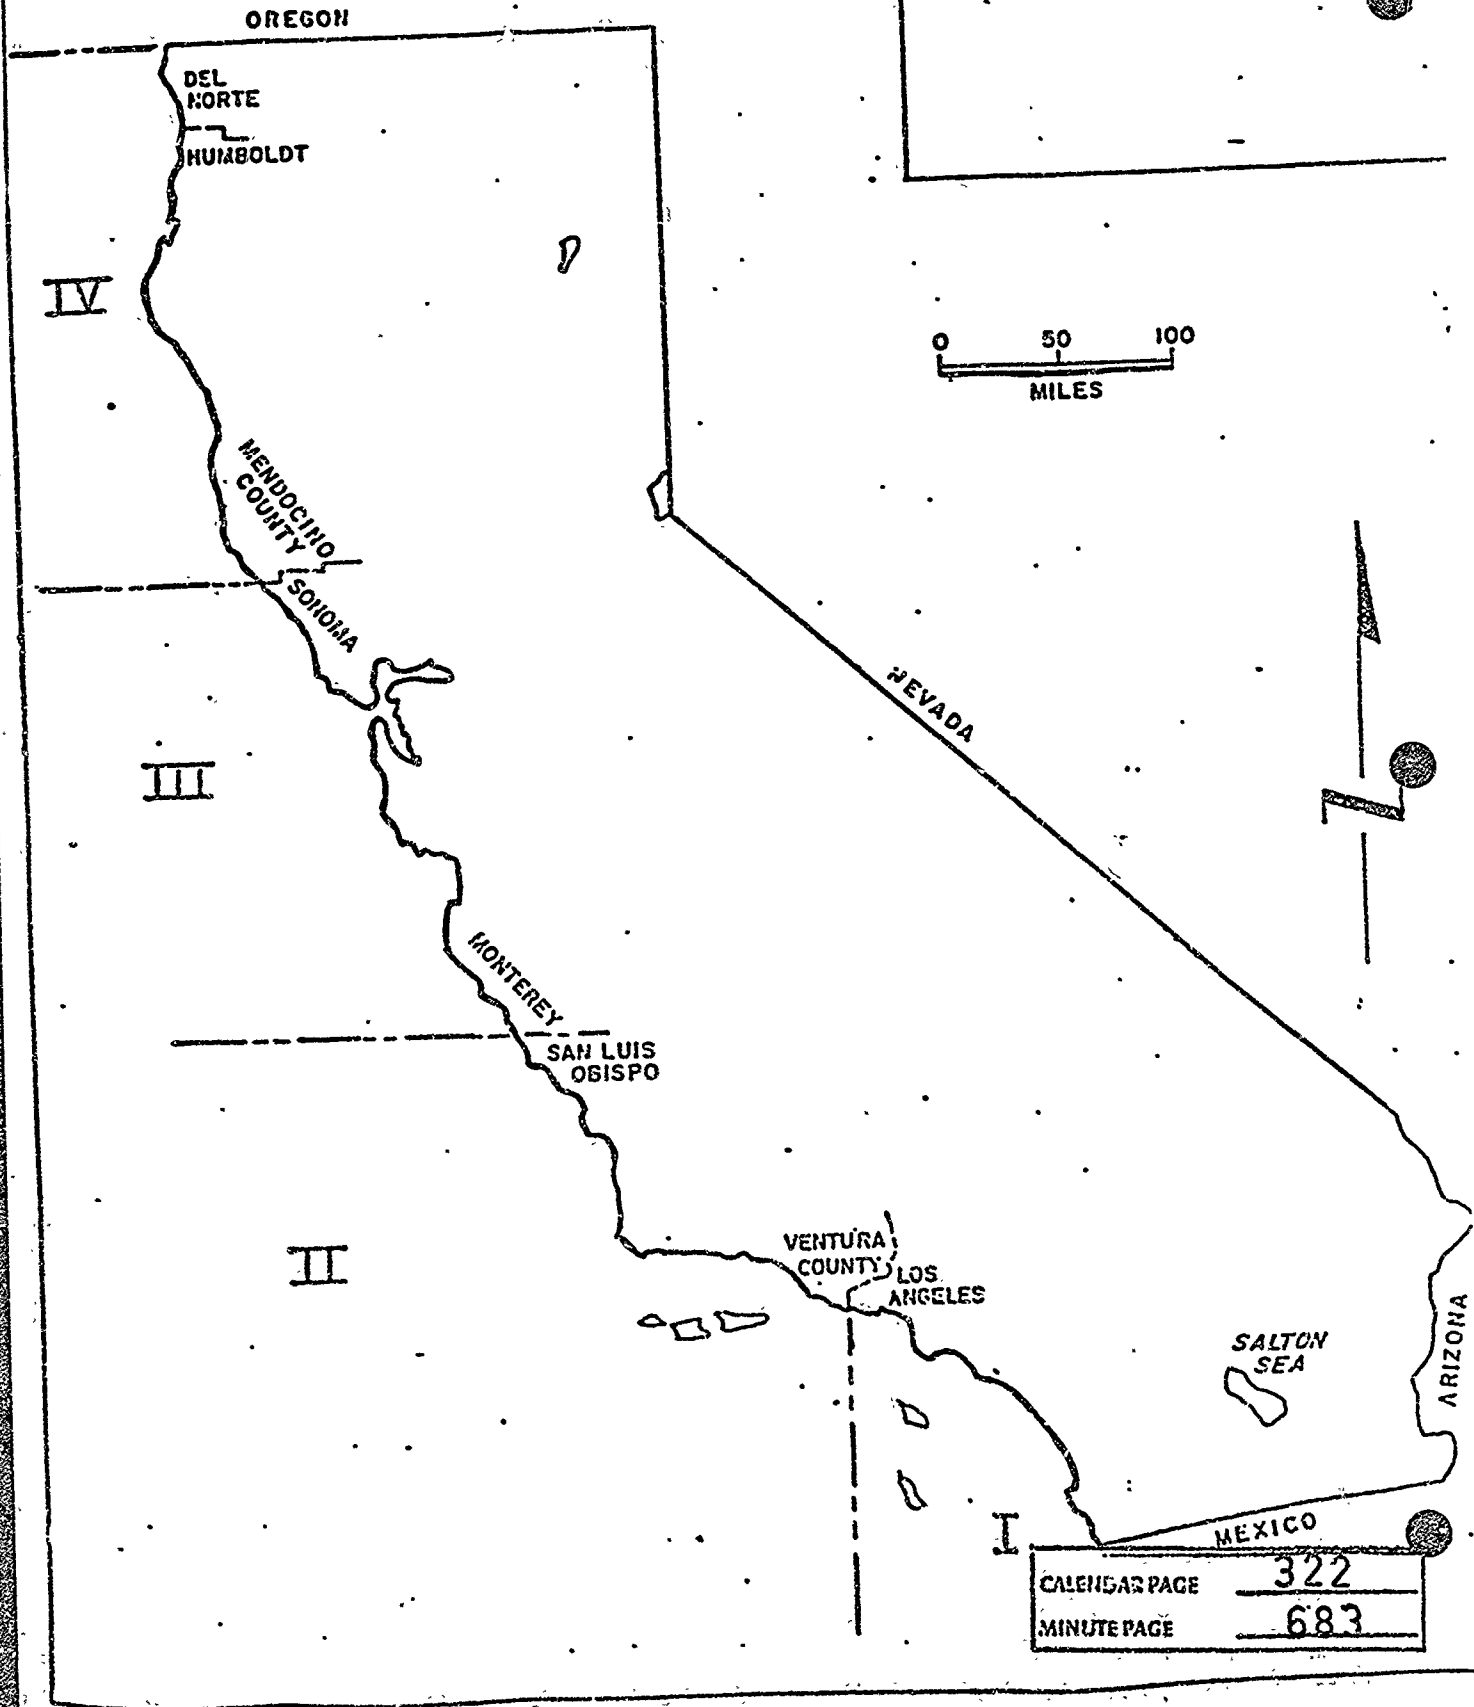 OREGON
DEL
NORTE
HUMBOLDT
IV
0 50 100
MILES
MENDOCINO
COUNTY
SONOMA
NEVADA
III
N
MONTEREY
SAN LUIS
OBISPO
II
VENTURA
COUNTY
LOS
ANGELES
SALTON
SEA
ARIZONA
I
MEXICO
CALENDAR PAGE 322
MINUTE PAGE 683